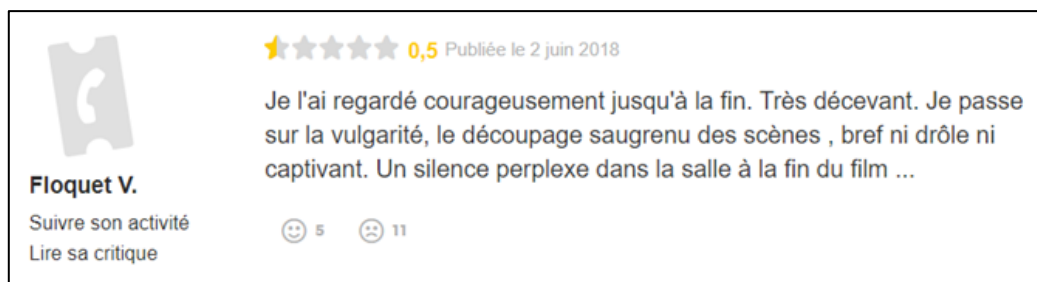 0,5 Publiée le 2 juin 2018
Je l'ai regardé courageusement jusqu'à la fin. Très décevant. Je passe
sur la vulgarité, le découpage saugrenu des scènes , bref ni drôle ni
captivant. Un silence perplexe dans la salle à la fin du film ...
Floquet V.
Suivre son activité
Lire sa critique
5
11